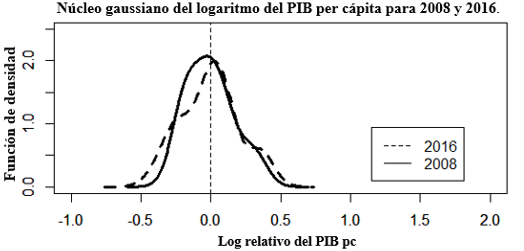 Núcleo gaussiano del logaritmo del PIB per cápita para 2008 y 2016.
Función de densidad
2.0
1.0
0.0
2016
2008
-1.0 -0.5 0.0 0.5 1.0 1.5 2.0
Log relativo del PIB pc